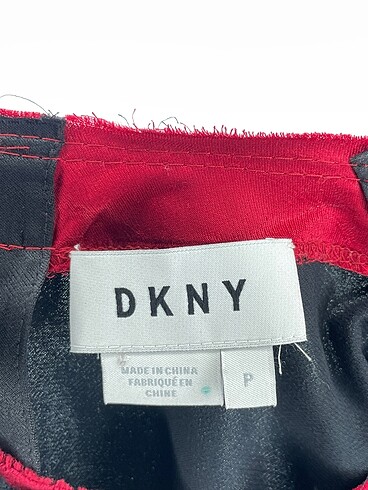 DKNY
MADE IN CHINA
FABRIQUÉ EN
CHINE
P